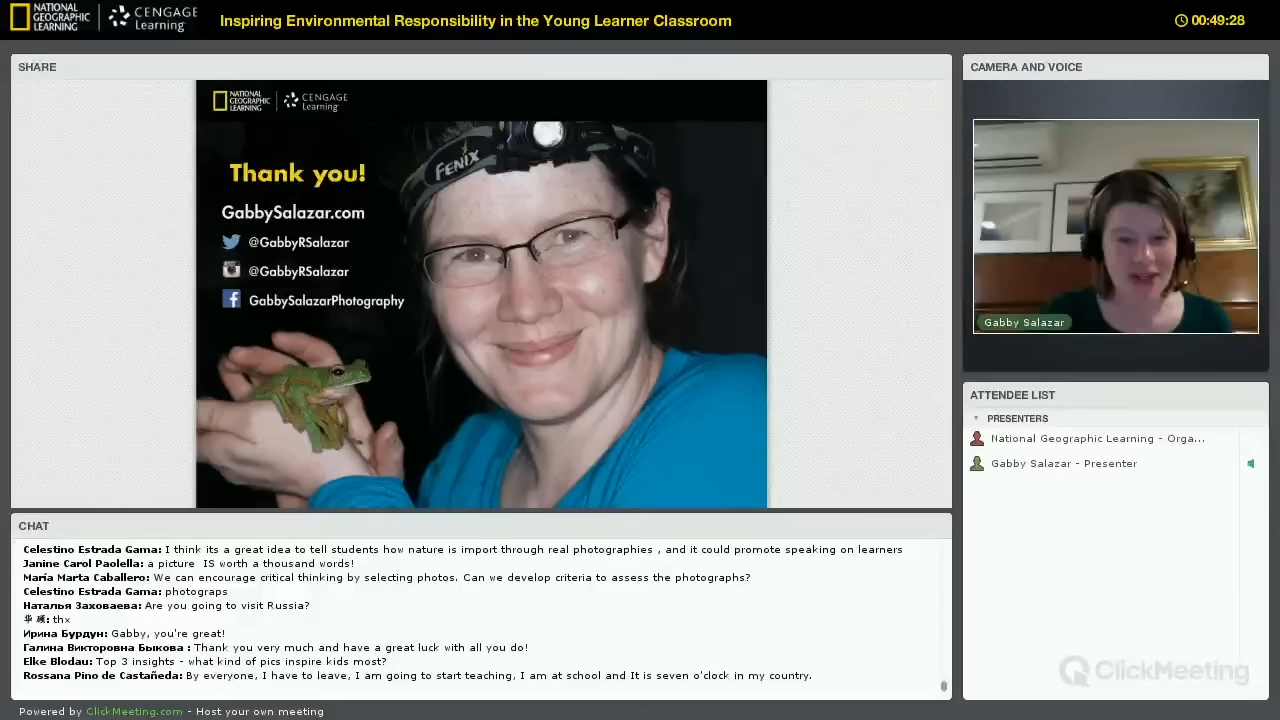 NATIONAL
GEOGRAPHIC
LEARNING
CENGAGE
Learning
Inspiring Environmental Responsibility in the Young Learner Classroom
00:49:28
SHARE
NATIONAL
GEOGRAPHIC
LEARNING
CENGAGE
Learning
FENIX
Thank you!
GabbySalazar.com
@GabbyRSalazar
@GabbyRSalazar
GabbySalazarPhotography
CAMERA AND VOICE
Gabby Salazar
ATTENDEE LIST
PRESENTERS
National Geographic Learning - Orga...
Gabby Salazar - Presenter
CHAT
Celestino Estrada Gama: I think its a great idea to tell students how nature is import through real photographies , and it could promote speaking on learners
Janine Carol Paolella: a picture IS worth a thousand words!
María Marta Caballero: We can encourage critical thinking by selecting photos. Can we develop criteria to assess the photographs?
Celestino Estrada Gama: photograps
Наталья Заховаева: Are you going to visit Russia?
华 硕: thx
Ирина Бурдун: Gabby, you're great!
Галина Викторовна Быкова : Thank you very much and have a great luck with all you do!
Elke Blodau: Top 3 insights - what kind of pics inspire kids most?
Rossana Pino de Castañeda: By everyone, I have to leave, I am going to start teaching, I am at school and It is seven o'clock in my country.
ClickMeeting
Powered by ClickMeeting.com - Host your own meeting